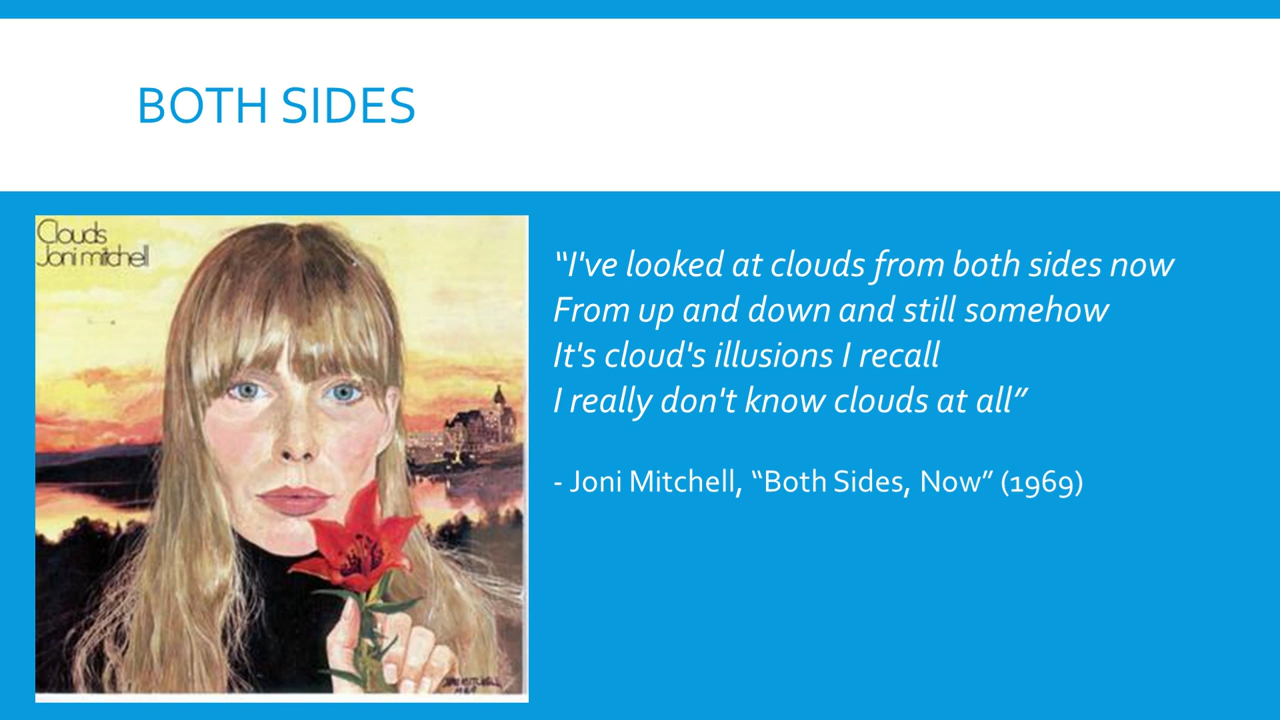 BOTH SIDES
Clouds
Joni mitchell
“I've looked at clouds from both sides now
From up and down and still somehow
It's cloud's illusions I recall
I really don't know clouds at all”
- Joni Mitchell, “Both Sides, Now” (1969)